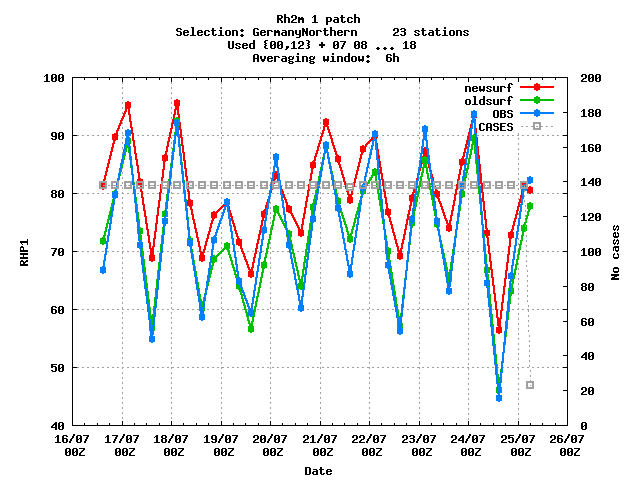 Rh2m 1 patch
Selection: GermanyNorthern     23 stations
Used {00,12} + 07 08 ... 18
Averaging window:  6h
newsurf
oldsurf
OBS
CASES
100
90
80
70
60
50
40
RHP1
200
180
160
140
120
100
80
60
40
20
0
No cases
16/07 00Z
17/07 00Z
18/07 00Z
19/07 00Z
20/07 00Z
21/07 00Z
22/07 00Z
23/07 00Z
24/07 00Z
25/07 00Z
26/07 00Z
Date